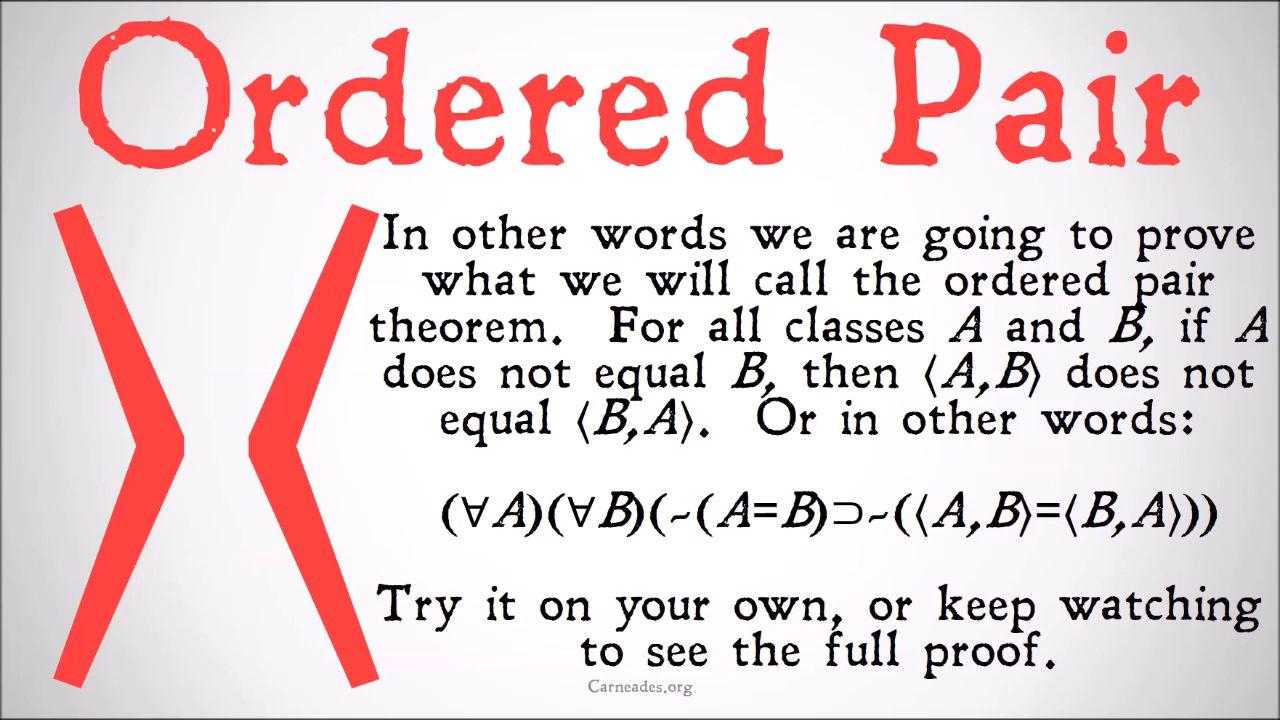 Ordered Pair
In other words we are going to prove
what we will call the ordered pair
theorem. For all classes A and B, if A
does not equal B, then ⟨A,B⟩ does not
equal ⟨B,A⟩. Or in other words:
(∀A)(∀B)(~(A=B)⊃~(⟨A,B⟩=⟨B,A⟩))
Try it on your own, or keep watching
to see the full proof.
Carneades.org